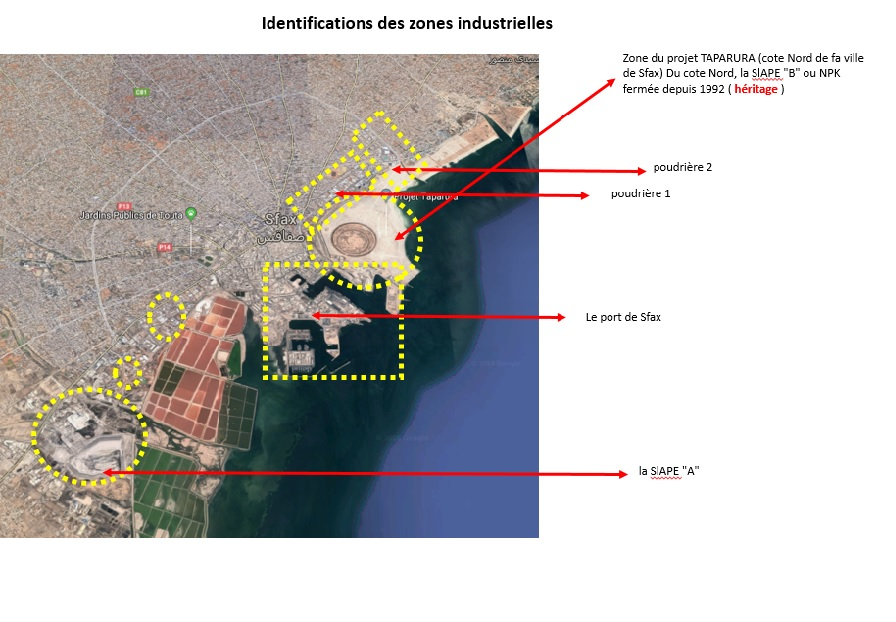 Identifications des zones industrielles
Zone du projet TAPARURA (cote Nord de fa ville
de Sfax) Du cote Nord, la SIAPE "B" ou NPK
fermée depuis 1992 ( héritage )
C81
poudrière 2
poudrière 1
Projet Taparura
P13
Jardins Publics de Touta
Sfax
صفاقس
P14
Le port de Sfax
la SIAPE "A"